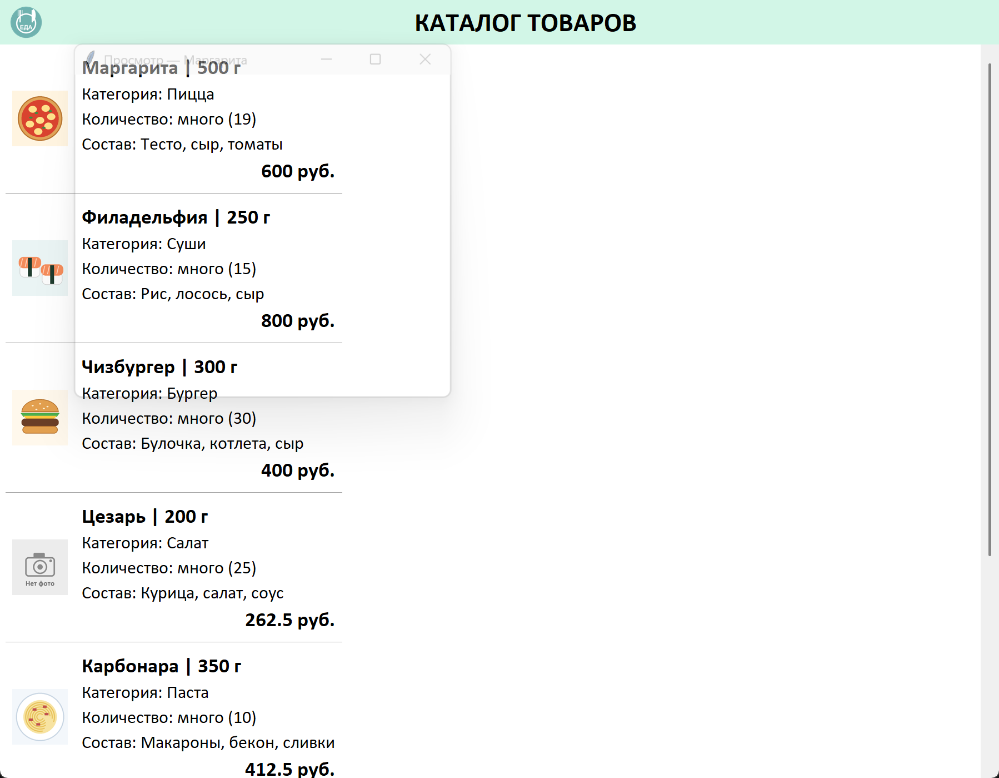 ЕДА
КАТАЛОГ ТОВАРОВ
Просмотр — Маргарита
Маргарита | 500 г
Категория: Пицца
Количество: много (19)
Состав: Тесто, сыр, томаты
600 руб.
Филадельфия | 250 г
Категория: Суши
Количество: много (15)
Состав: Рис, лосось, сыр
800 руб.
Чизбургер | 300 г
Категория: Бургер
Количество: много (30)
Состав: Булочка, котлета, сыр
400 руб.
Цезарь | 200 г
Категория: Салат
Количество: много (25)
Состав: Курица, салат, соус
Нет фото
262.5 руб.
Карбонара | 350 г
Категория: Паста
Количество: много (10)
Состав: Макароны, бекон, сливки
412.5 руб.